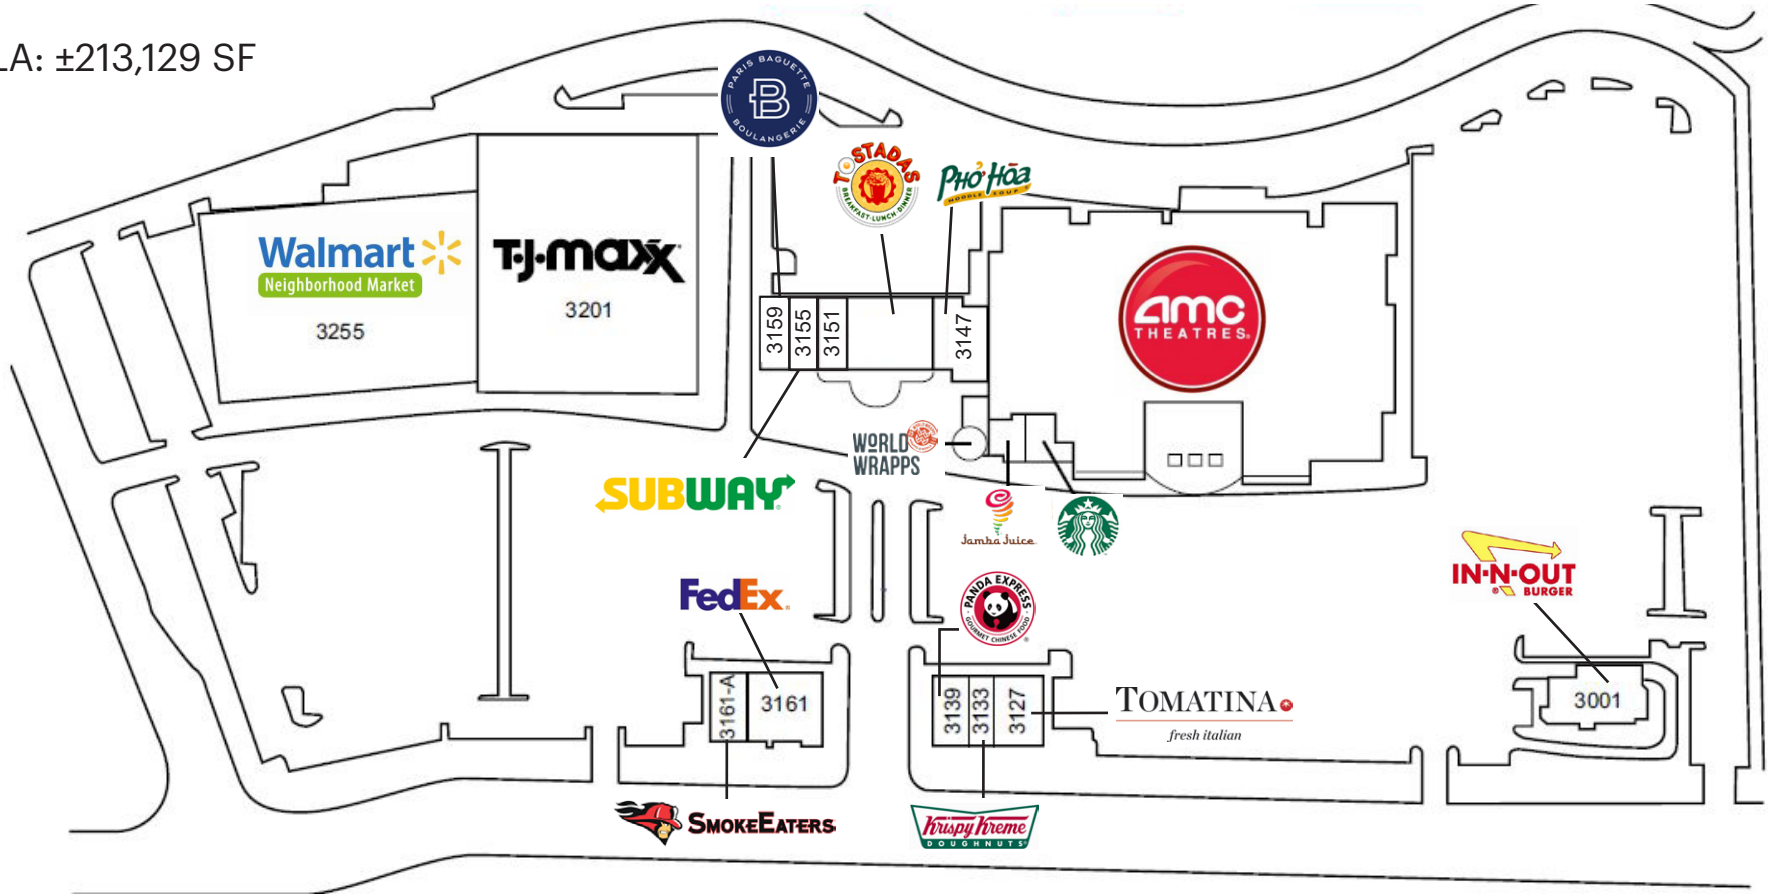 LA: ±213,129 SF
PARIS BAGUETTE
B
BOULANGERIE
TOSTADAS
BREAKFAST·LUNCH·DINNER
PHỞ HÒA
NOODLE SOUP
Walmart
Neighborhood Market
3255
T·J·maxx
3201
3159
3155
3151
3147
amc
THEATRES
WORLD
WRAPPS
SUBWAY
Jamba Juice
FedEx
PANDA EXPRESS
GOURMET CHINESE FOOD
IN-N-OUT
BURGER
3161-A
3161
3139
3133
3127
TOMATINA
fresh italian
3001
SMOKEEATERS
Krispy Kreme
DOUGHNUTS